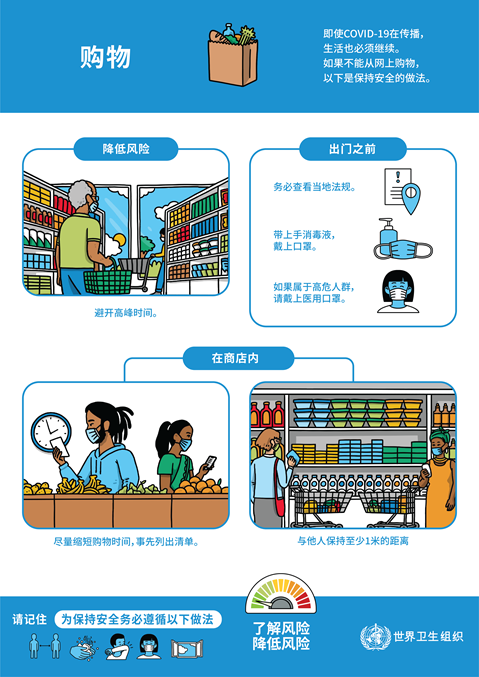 购物
即使COVID-19在传播，
生活也必须继续。
如果不能从网上购物，
以下是保持安全的做法。
降低风险
避开高峰时间。
出门之前
务必查看当地法规。
带上手消毒液，
戴上口罩。
如果属于高危人群，
请戴上医用口罩。
在商店内
尽量缩短购物时间，事先列出清单。
与他人保持至少1米的距离
请记住
为保持安全务必遵循以下做法
了解风险
降低风险
世界卫生组织